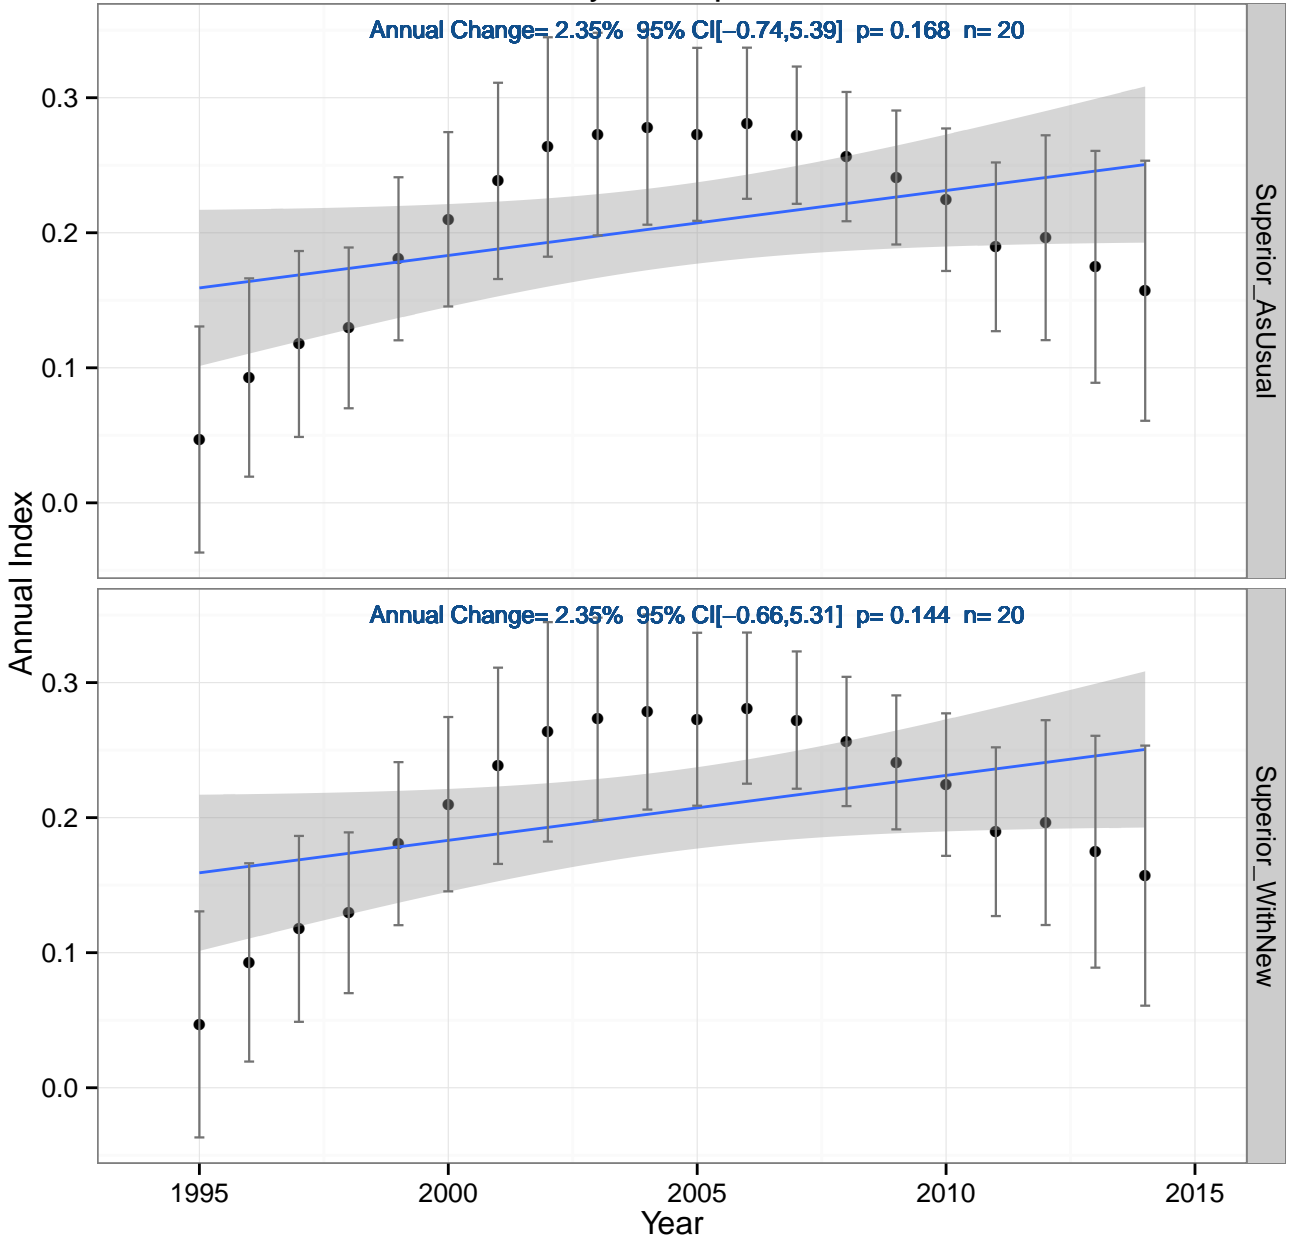 Annual Change= 2.35% 95% CI[−0.74,5.39] p= 0.168 n= 20
0.3
0.2
0.1
0.0
Superior_AsUsual
Annual Index
Annual Change= 2.35% 95% CI[−0.66,5.31] p= 0.144 n= 20
0.3
0.2
0.1
0.0
Superior_WithNew
1995 2000 2005 2010 2015
Year